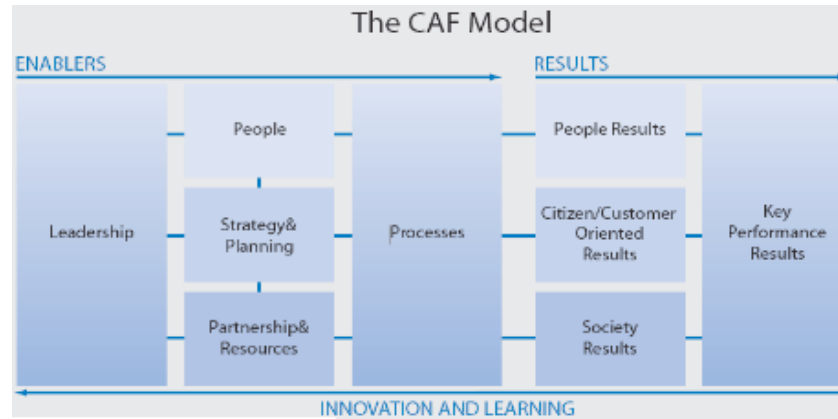 The CAF Model
ENABLERS
RESULTS
People
People Results
Leadership
Strategy&
Planning
Processes
Citizen/Customer
Oriented
Results
Key
Performance
Results
Partnership&
Resources
Society
Results
INNOVATION AND LEARNING